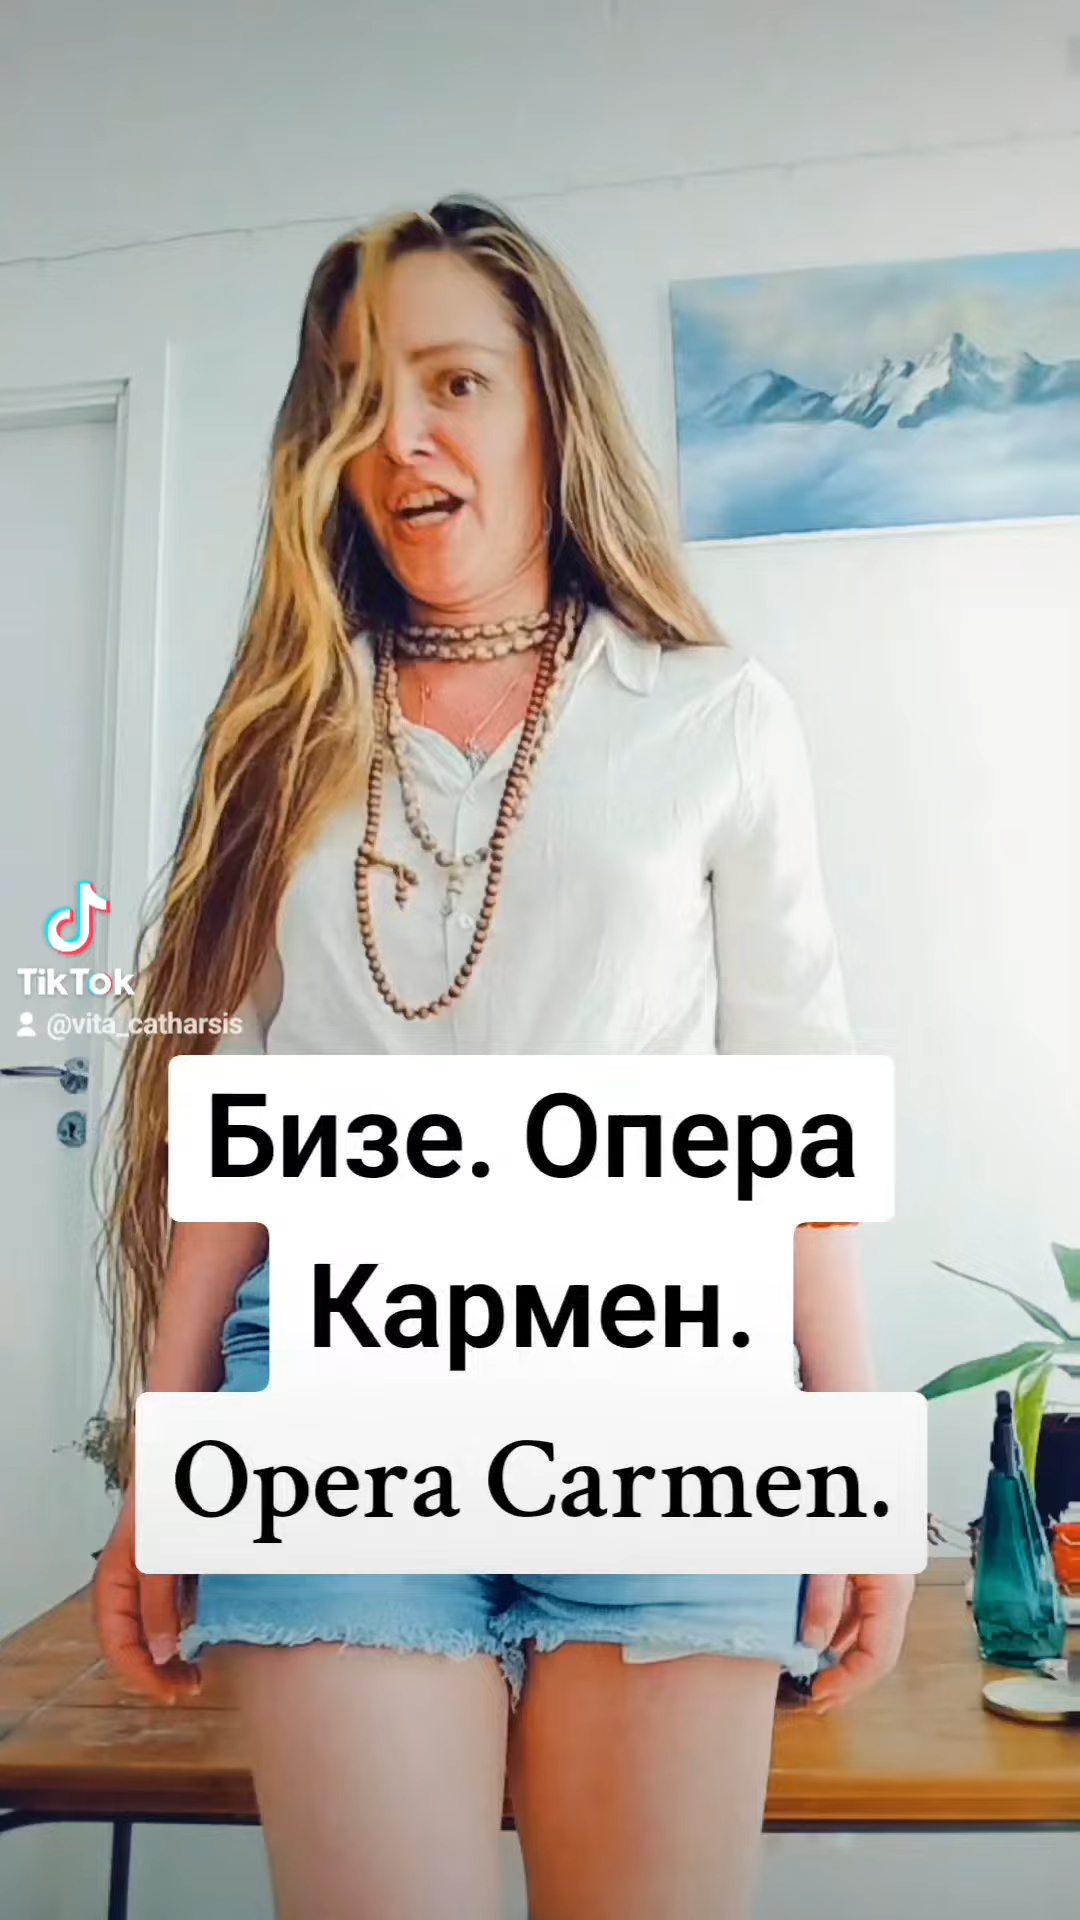 TikTok
@vita_catharsis
Бизе. Опера
Кармен.
Opera Carmen.